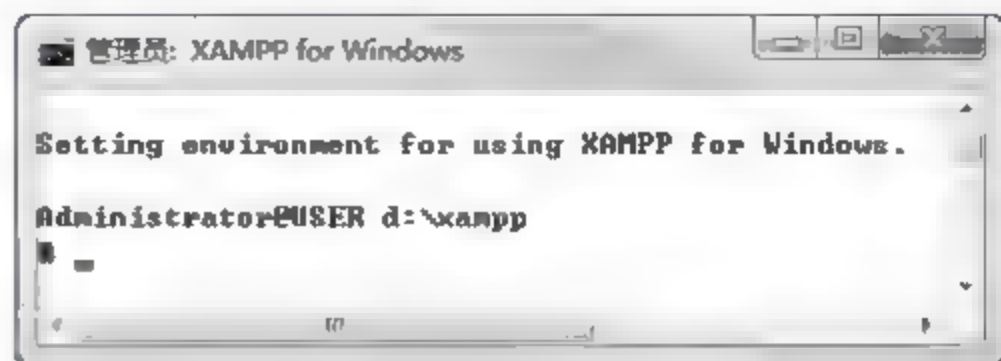 管理员: XAMPP for Windows
Setting environment for using XAMPP for Windows.
Administrator@USER d:\xampp
# _